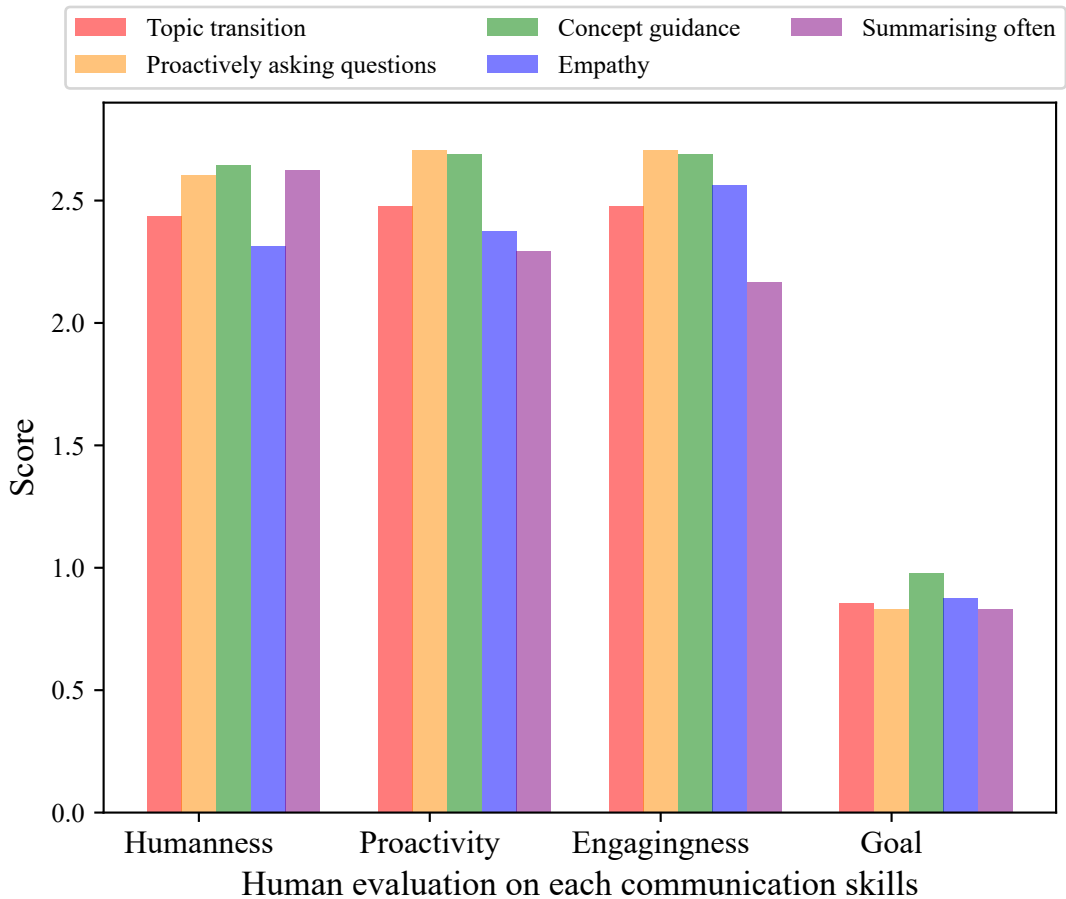 Topic transition
Proactively asking questions
Concept guidance
Empathy
Summarising often
Score
2.5
2.0
1.5
1.0
0.5
0.0
Humanness Proactivity Engagingness Goal
Human evaluation on each communication skills